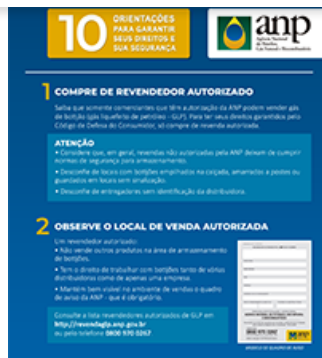 10 ORIENTAÇÕES
PARA GARANTIR
SEUS DIREITOS E
SUA SEGURANÇA
anp
Agência Nacional
do Petróleo,
Gás Natural e Biocombustíveis
1 COMPRE DE REVENDEDOR AUTORIZADO
Saiba que somente comerciantes que têm autorização da ANP podem vender gás
de botijão (gás liquefeito de petróleo - GLP). Para ter seus direitos garantidos pelo
Código de Defesa do Consumidor, só compre de revenda autorizada.
ATENÇÃO
• Considere que, em geral, revendas não autorizadas pela ANP deixam de cumprir
normas de segurança para armazenamento.
• Desconfie de locais com botijões empilhados na calçada, amarrados a postes ou
guardados em locais sem sinalização.
• Desconfie de entregadores sem identificação da distribuidora.
2 OBSERVE O LOCAL DE VENDA AUTORIZADA
Um revendedor autorizado:
• Não vende outros produtos na área de armazenamento
de botijões.
• Tem o direito de trabalhar com botijões tanto de várias
distribuidoras como de apenas uma empresa.
• Mantém bem visível no ambiente de vendas o quadro
de aviso da ANP - que é obrigatório.
Consulte a lista revendedores autorizados de GLP em
http://revendaglp.anp.gov.br
ou pelo telefone 0800 970 0267
0800 970 0267
MODELO DE QUADRO DE AVISO